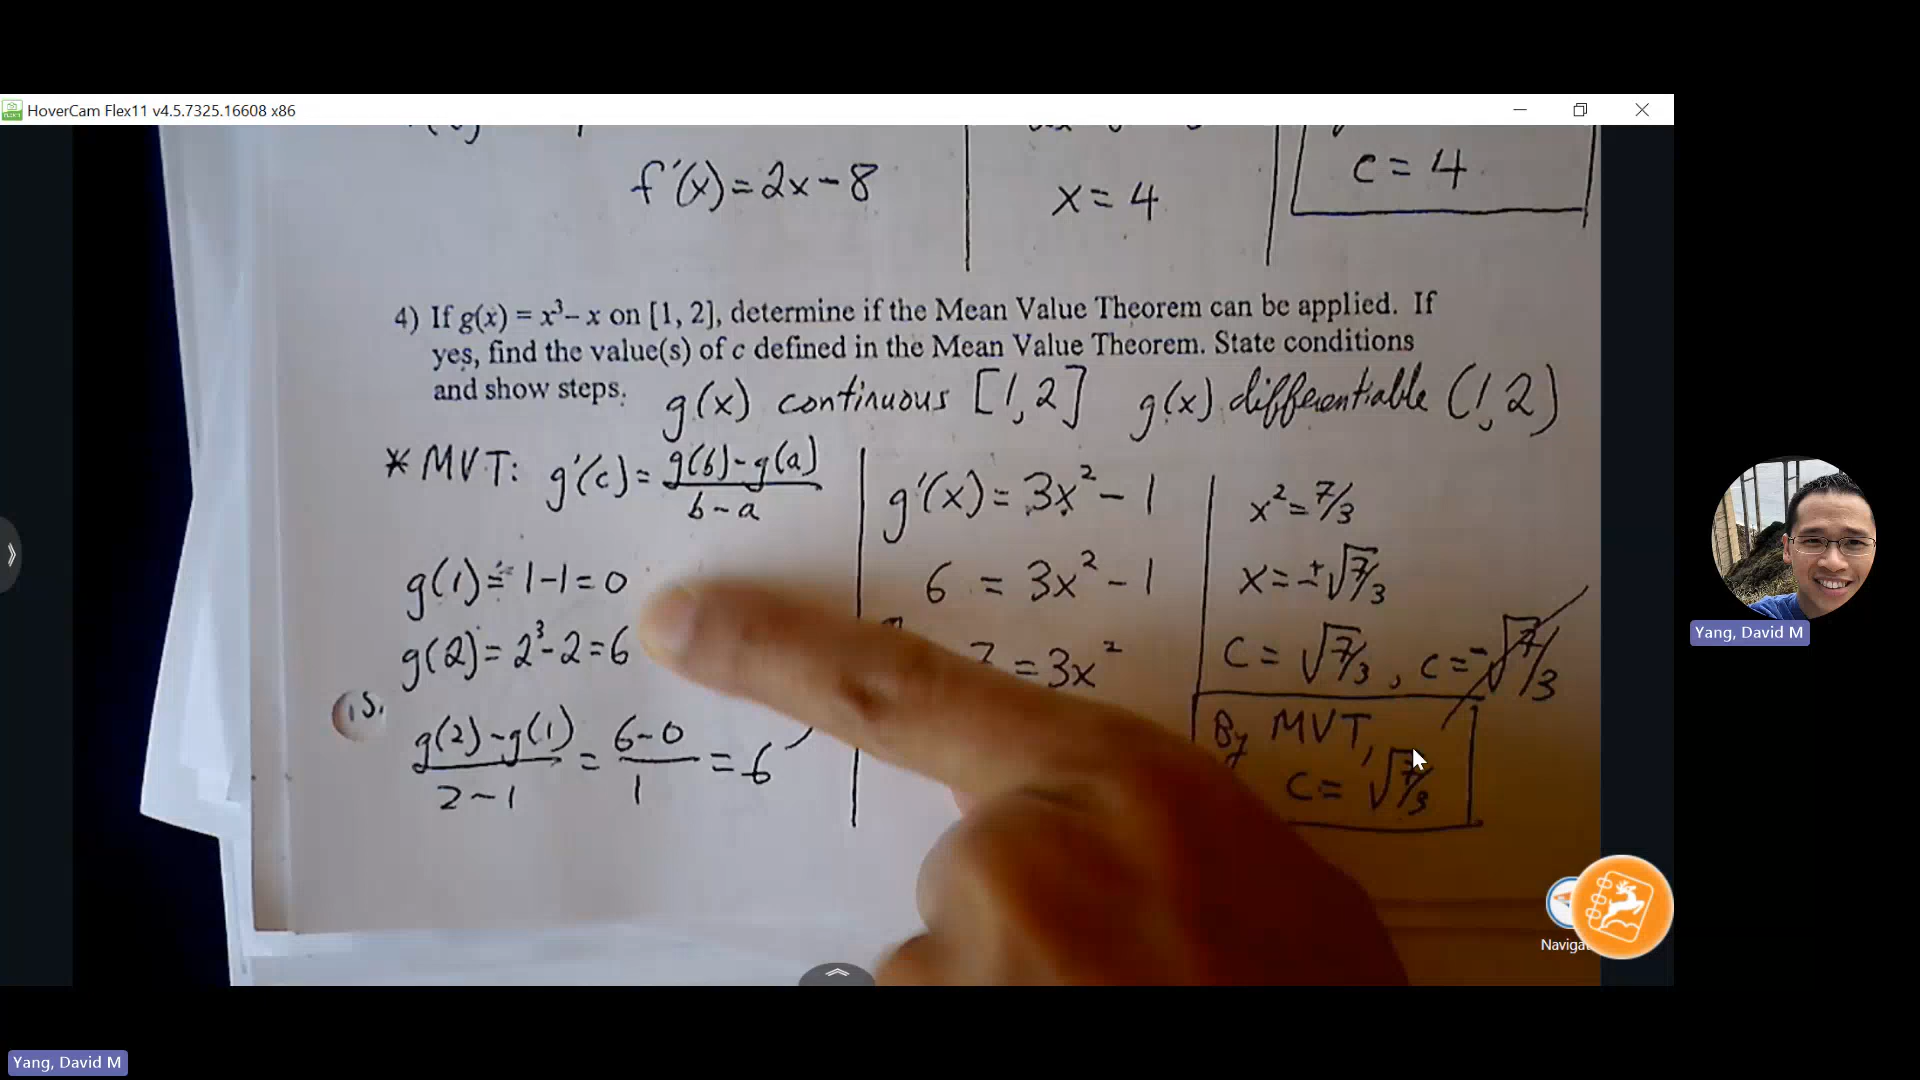 HoverCam Flex11 v4.5.7325.16608 x86
f'(x) = 2x - 8
x = 4
c = 4
4) If g(x) = x³– x on [1, 2], determine if the Mean Value Theorem can be applied. If
yes, find the value(s) of c defined in the Mean Value Theorem. State conditions
and show steps.
g(x) continuous [1, 2] g(x) differentiable (1, 2)
* MVT: g'(c) = g(b) - g(a) / b - a
g(1) = 1 - 1 = 0
g(2) = 2³ - 2 = 6
g(2) - g(1) / 2 - 1 = 6 - 0 / 1 = 6
g'(x) = 3x² - 1
6 = 3x² - 1
= 3x²
x² = 7/3
x = ±√7/3
c = √7/3, c = -√7/3
By MVT,
c = √7/3
Yang, David M
Yang, David M